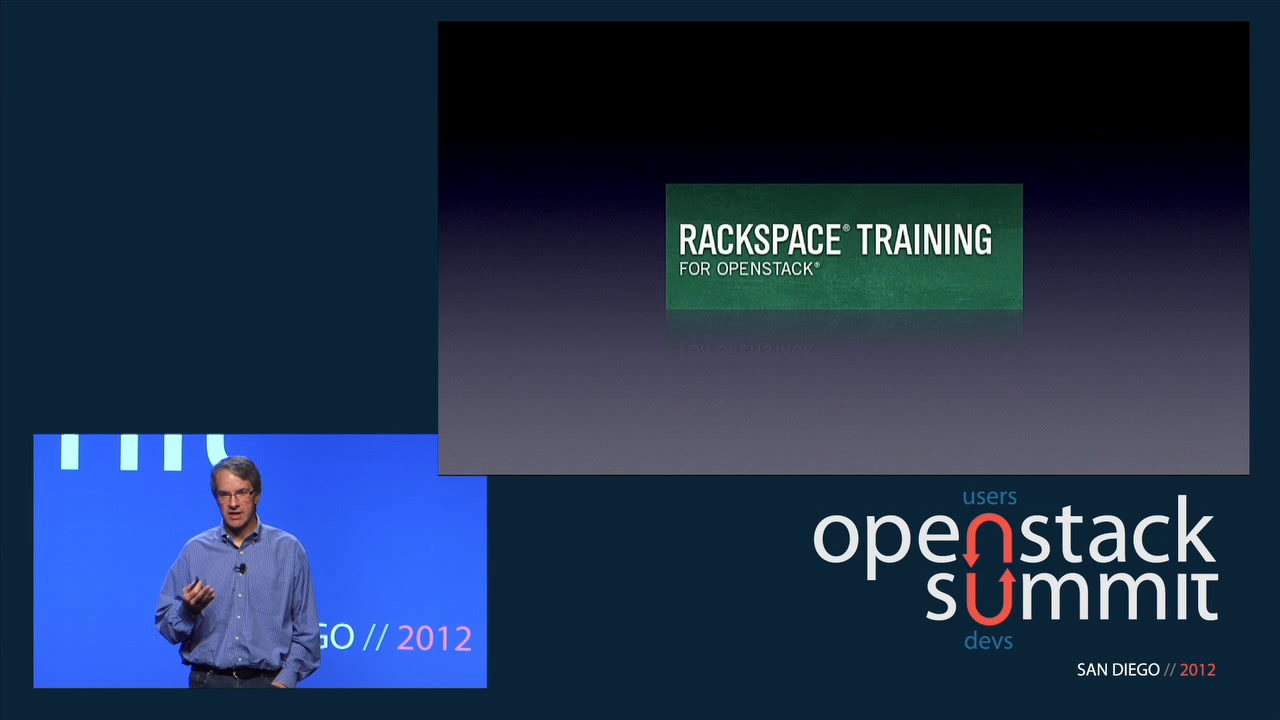 RACKSPACE® TRAINING
FOR OPENSTACK®
GO // 2012
users
openstack
summit
devs
SAN DIEGO // 2012